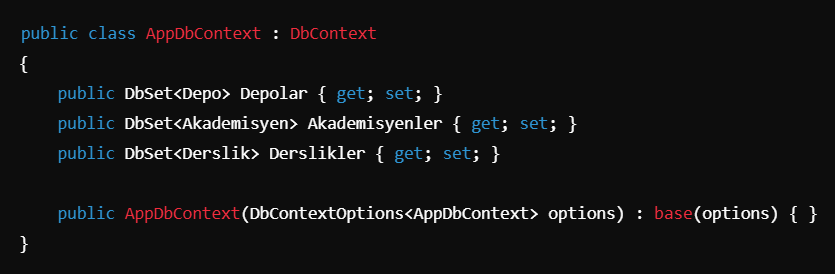 public class AppDbContext : DbContext
{
    public DbSet<Depo> Depolar { get; set; }
    public DbSet<Akademisyen> Akademisyenler { get; set; }
    public DbSet<Derslik> Derslikler { get; set; }

    public AppDbContext(DbContextOptions<AppDbContext> options) : base(options) { }
}